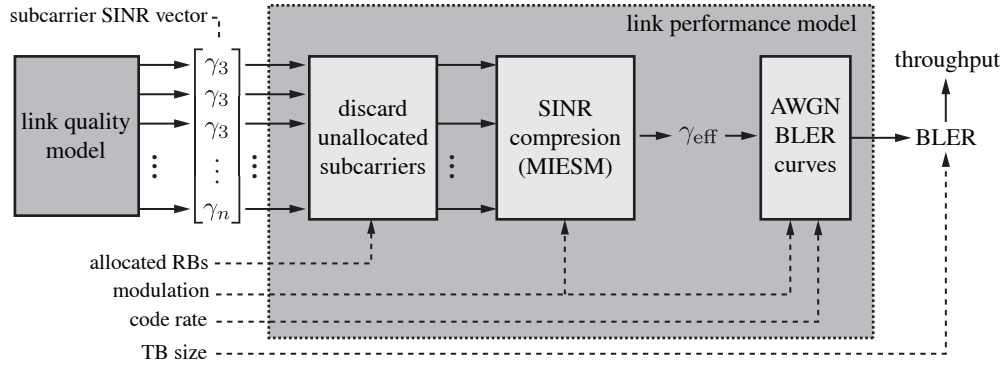 subcarrier SINR vector
link performance model
link quality
model
γ3
γ3
γ3
γn
discard
unallocated
subcarriers
SINR
compresion
(MIESM)
γeff
AWGN
BLER
curves
throughput
BLER
allocated RBs
modulation
code rate
TB size